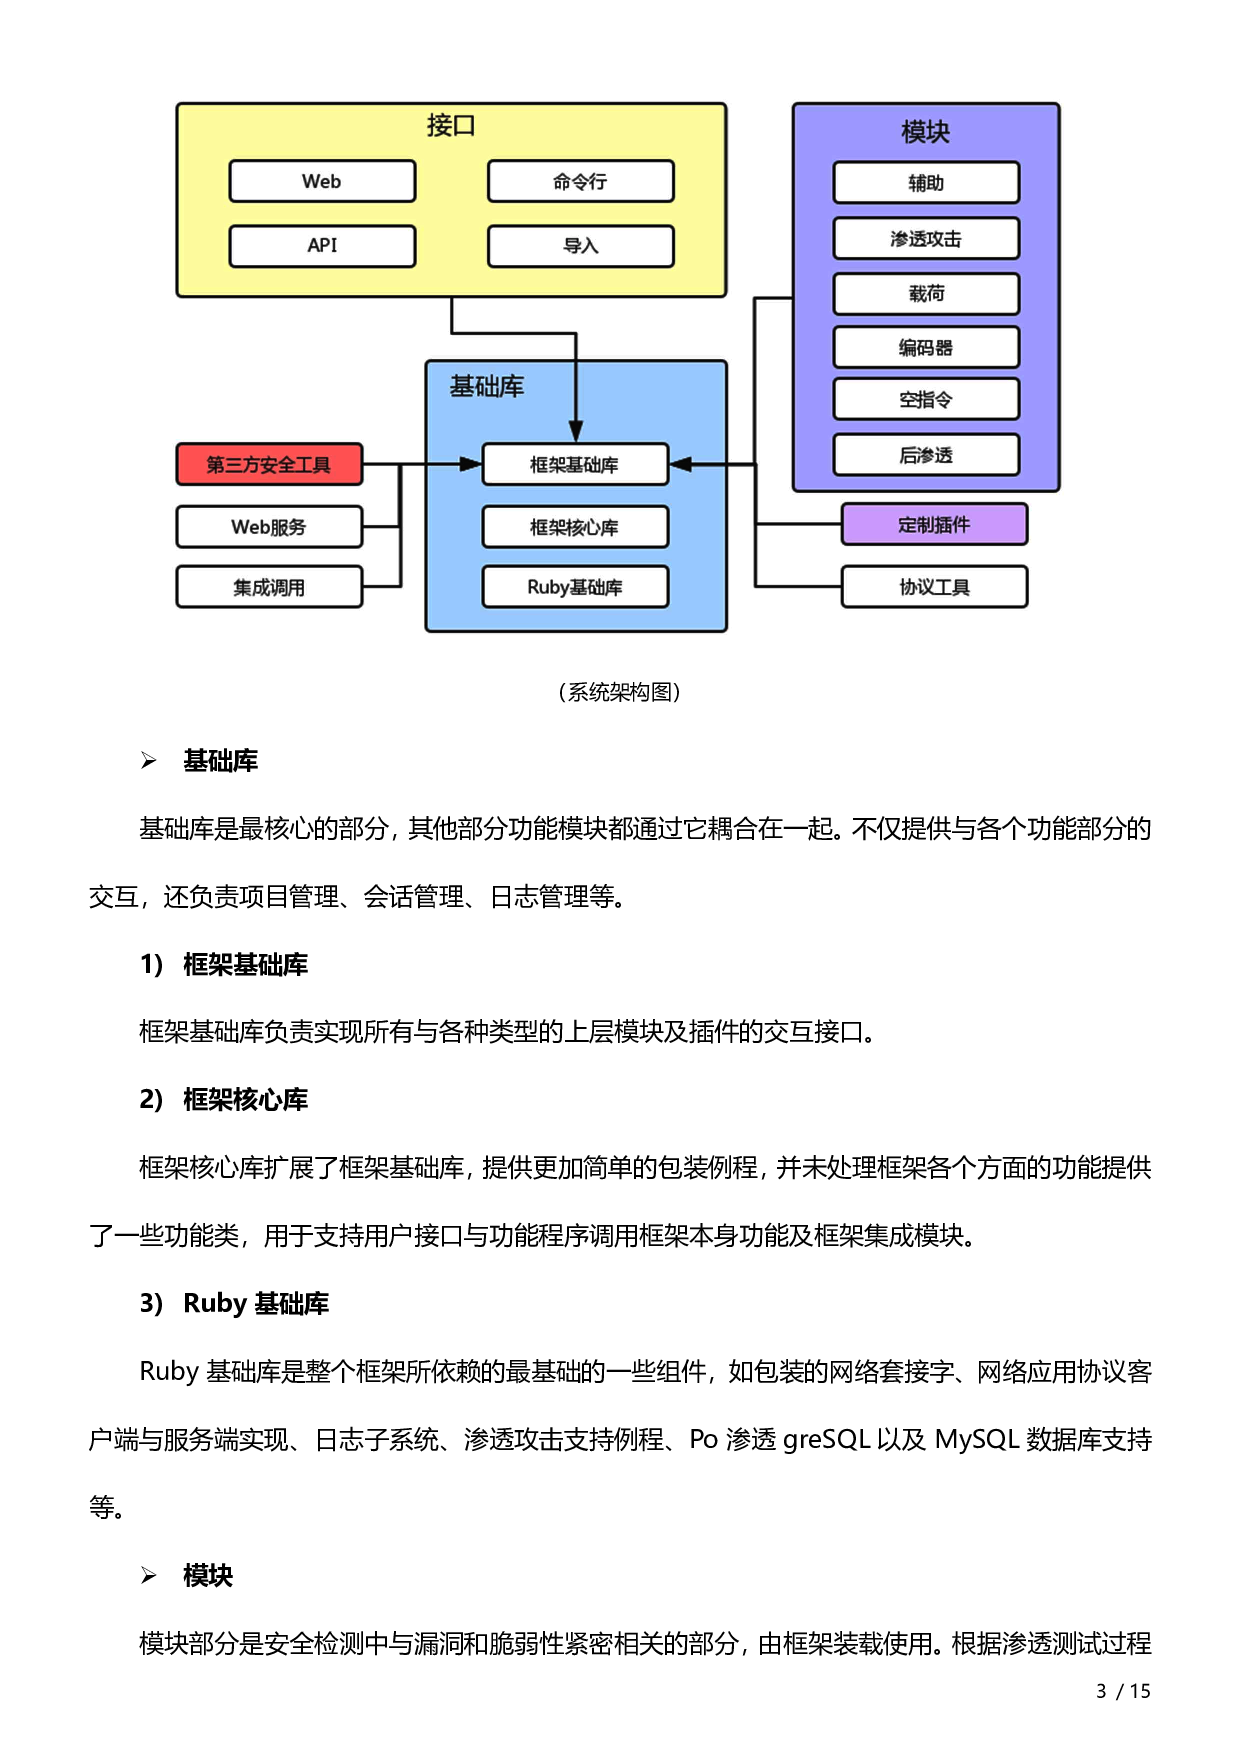 接口
Web
命令行
API
导入
模块
辅助
渗透攻击
载荷
编码器
空指令
后渗透
基础库
框架基础库
框架核心库
Ruby基础库
第三方安全工具
Web服务
集成调用
定制插件
协议工具
（系统架构图）
➢ 基础库
基础库是最核心的部分，其他部分功能模块都通过它耦合在一起。不仅提供与各个功能部分的
交互，还负责项目管理、会话管理、日志管理等。
1) 框架基础库
框架基础库负责实现所有与各种类型的上层模块及插件的交互接口。
2) 框架核心库
框架核心库扩展了框架基础库，提供更加简单的包装例程，并未处理框架各个方面的功能提供
了一些功能类，用于支持用户接口与功能程序调用框架本身功能及框架集成模块。
3) Ruby 基础库
Ruby 基础库是整个框架所依赖的最基础的一些组件，如包装的网络套接字、网络应用协议客
户端与服务端实现、日志子系统、渗透攻击支持例程、Po 渗透 greSQL 以及 MySQL 数据库支持
等。
➢ 模块
模块部分是安全检测中与漏洞和脆弱性紧密相关的部分，由框架装载使用。根据渗透测试过程
3 / 15